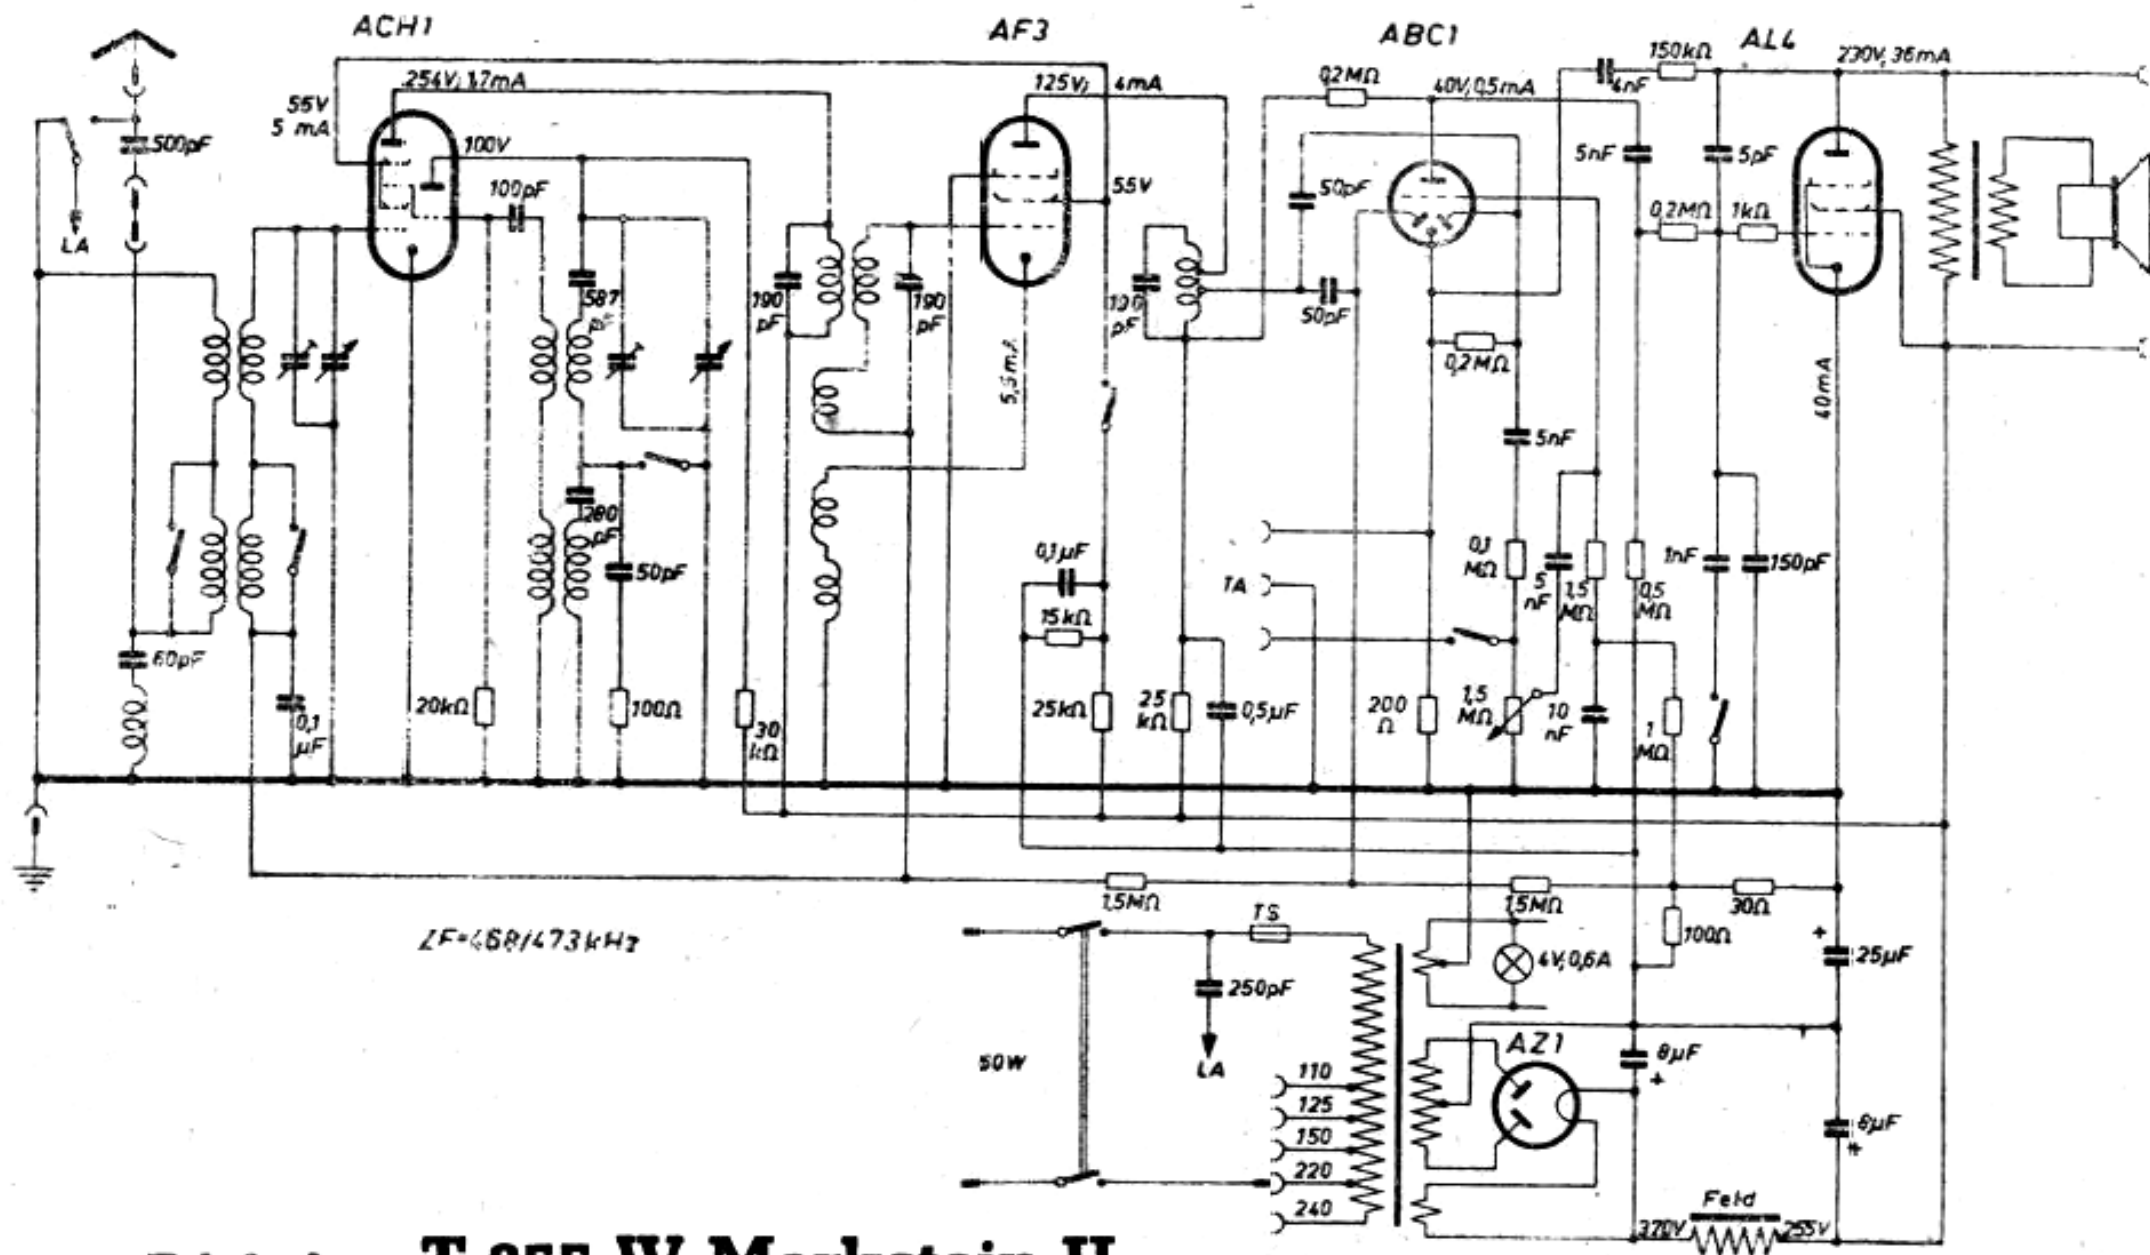 ACH1
AF3
ABC1
AL4
254V, 1,7mA
55V
5 mA
100V
100pF
500pF
LA
587
190
pF
190
pF
125V, 4mA
55V
190
pF
0,2MΩ
40V, 0,5mA
50pF
50pF
0,2MΩ
4nF
150kΩ
230V, 36mA
5nF
5pF
0,2MΩ
1kΩ
40mA
5nF
280
pF
50pF
60pF
0,1
µF
20kΩ
100Ω
30
kΩ
0,1µF
15kΩ
25kΩ
25
kΩ
0,5µF
TA
0,1
MΩ
5
nF
1,5
MΩ
0,5
MΩ
1nF
150pF
200
Ω
1,5
MΩ
10
nF
1
MΩ
1,5MΩ
1,5MΩ
30Ω
100Ω
25µF
ZF=468/473kHz
TS
250pF
LA
4V, 0,6A
50W
110
125
150
220
240
AZ1
8µF
8µF
Feld
320V
255V
W Markstein II